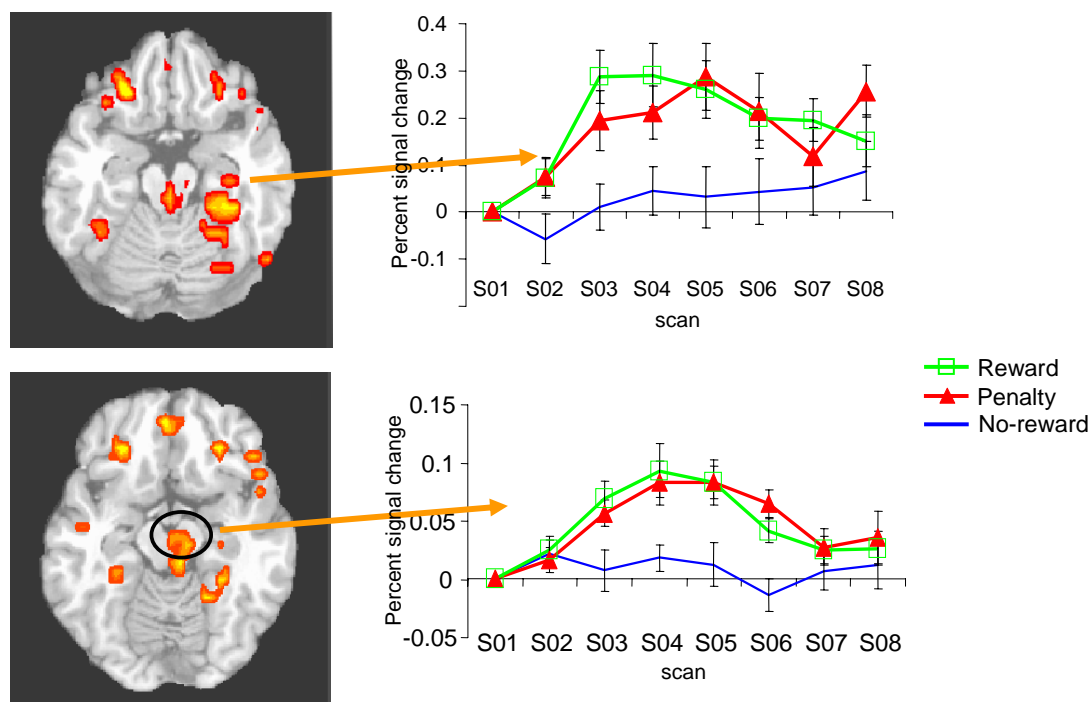 0.4
0.3
0.2
0.1
0
-0.1
Percent signal change
S01 S02 S03 S04 S05 S06 S07 S08
scan
Reward
Penalty
No-reward
0.15
0.1
0.05
0
-0.05
Percent signal change
S01 S02 S03 S04 S05 S06 S07 S08
scan